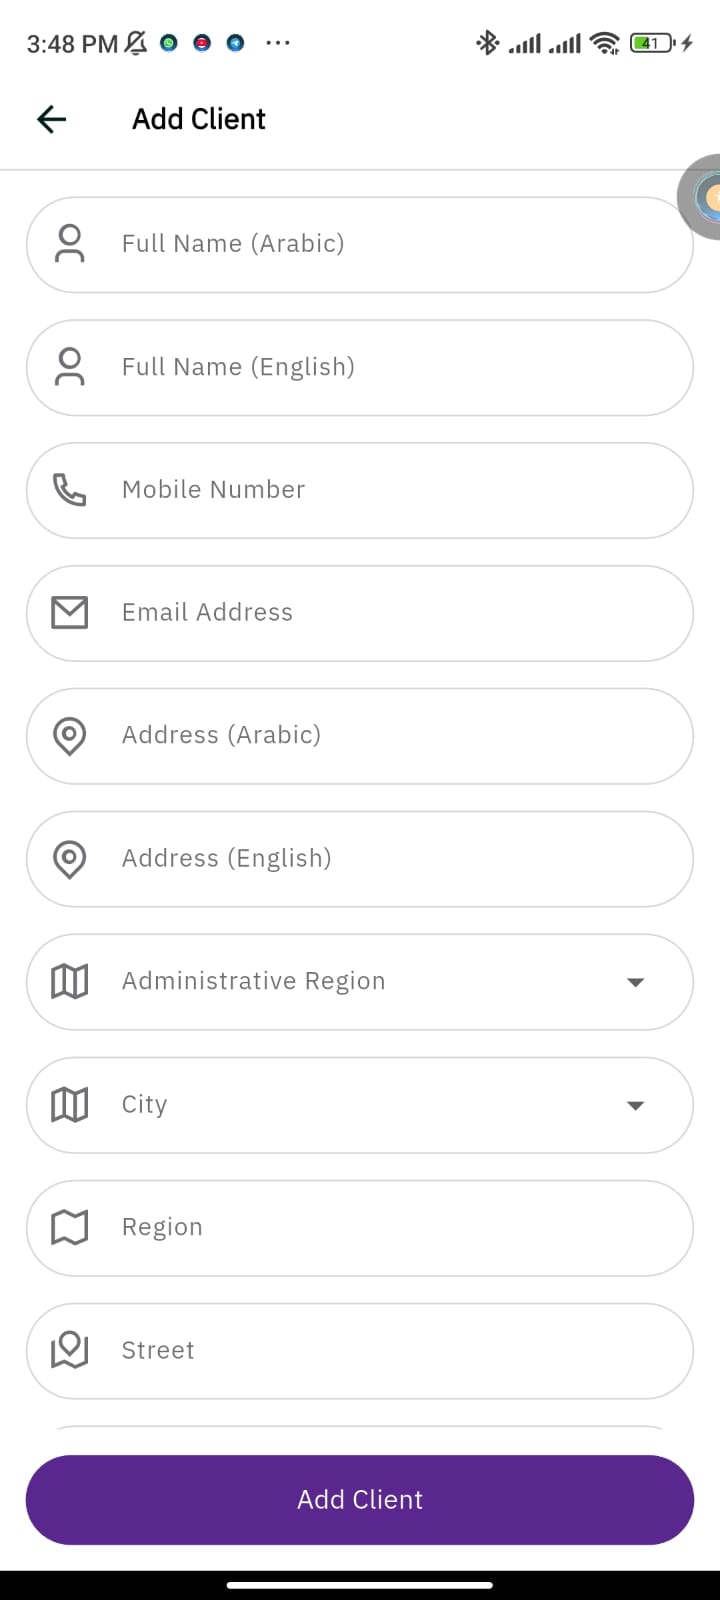 3:48 PM
41
Add Client
Full Name (Arabic)
Full Name (English)
Mobile Number
Email Address
Address (Arabic)
Address (English)
Administrative Region
City
Region
Street
Add Client